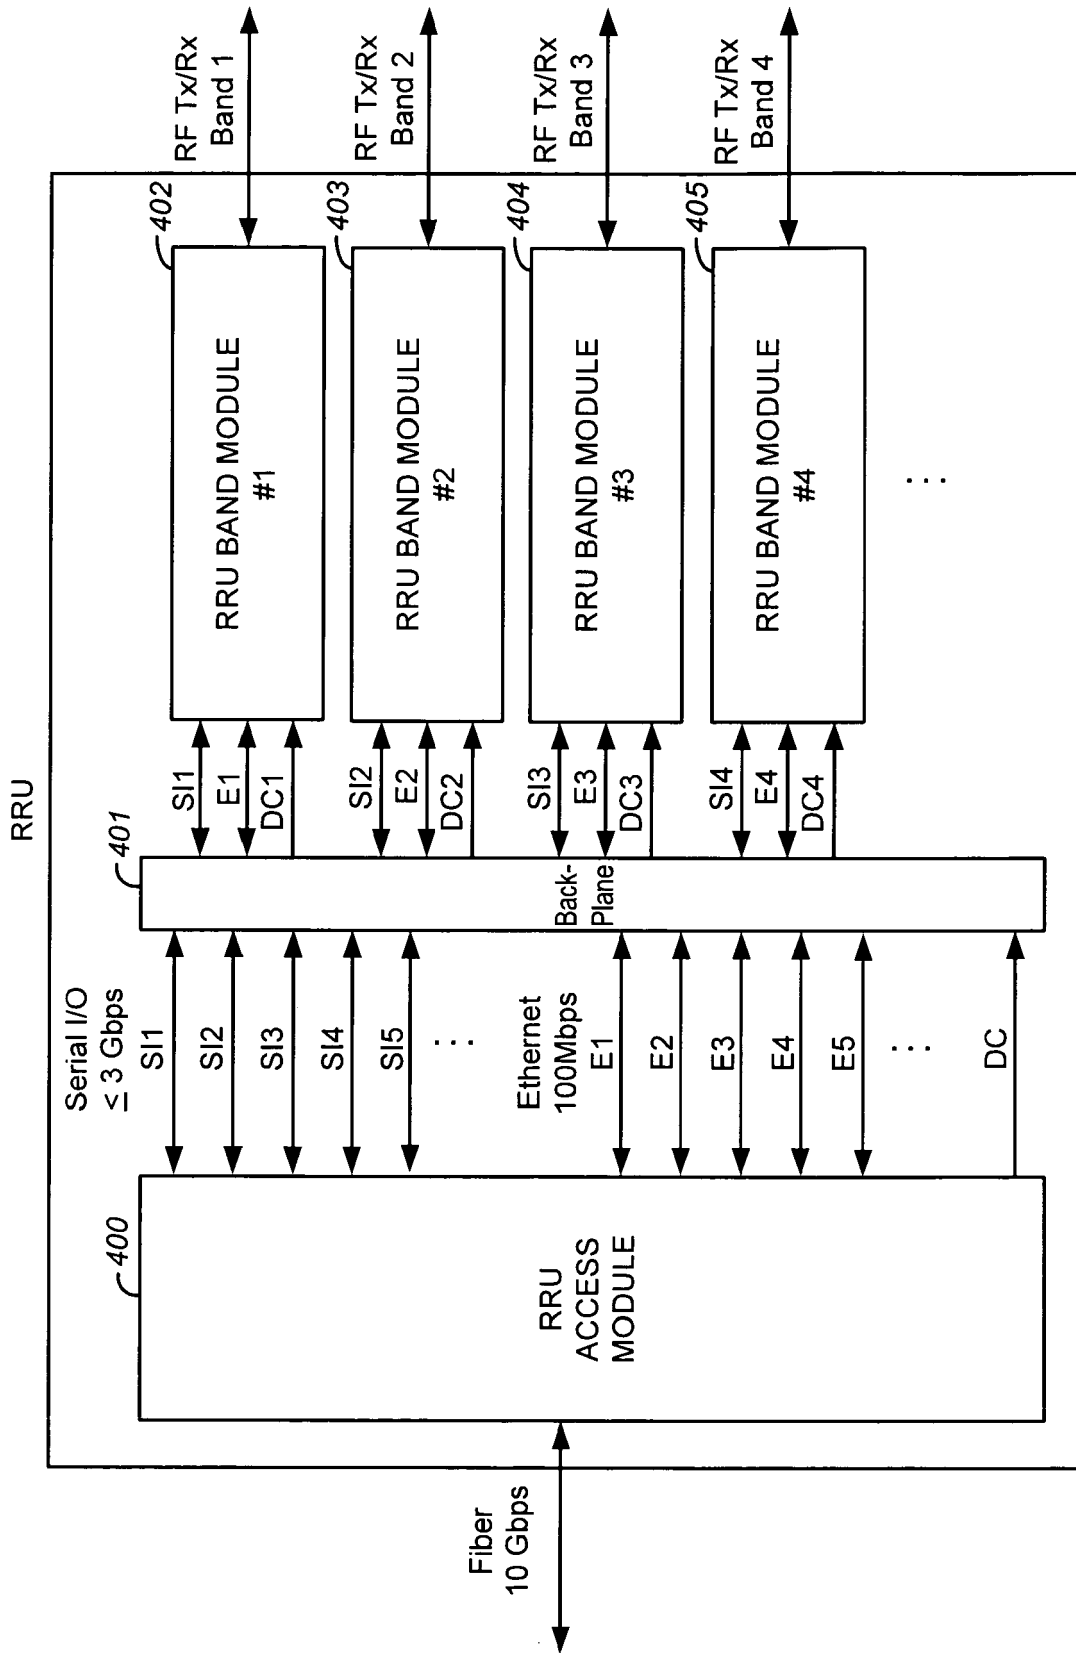 RRU
Fiber
10 Gbps
400
RRU
ACCESS
MODULE
Serial I/O
≤ 3 Gbps
SI1
SI2
SI3
SI4
SI5
. . .
Ethernet
100Mbps
E1
E2
E3
E4
E5
. . .
DC
401
Back-
Plane
SI1
E1
DC1
SI2
E2
DC2
SI3
E3
DC3
SI4
E4
DC4
402
RRU BAND MODULE
#1
403
RRU BAND MODULE
#2
404
RRU BAND MODULE
#3
405
RRU BAND MODULE
#4
. . .
RF Tx/Rx
Band 1
RF Tx/Rx
Band 2
RF Tx/Rx
Band 3
RF Tx/Rx
Band 4